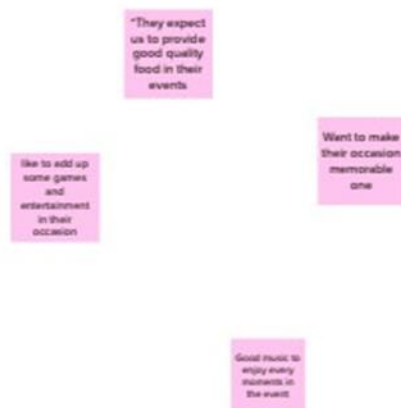 "They expect
us to provide
good quality
food in their
events
Want to make
their occasion
memorable
one
like to add up
some games
and
entertainment
in their
occasion
Good music to
enjoy every
moments in
the event